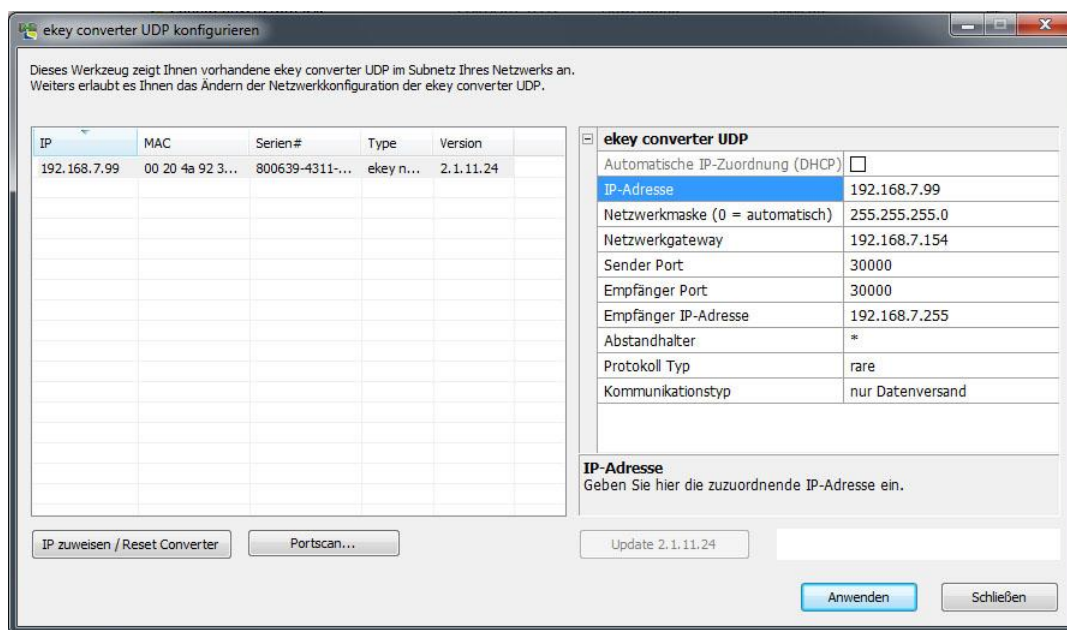 ekey converter UDP konfigurieren
Dieses Werkzeug zeigt Ihnen vorhandene ekey converter UDP im Subnetz Ihres Netzwerks an.
Weiters erlaubt es Ihnen das Ändern der Netzwerkkonfiguration der ekey converter UDP.
IP MAC Serien# Type Version
192.168.7.99 00 20 4a 92 3... 800639-4311-... ekey n... 2.1.11.24
ekey converter UDP
Automatische IP-Zuordnung (DHCP)
IP-Adresse 192.168.7.99
Netzwerkmaske (0 = automatisch) 255.255.255.0
Netzwerkgateway 192.168.7.154
Sender Port 30000
Empfänger Port 30000
Empfänger IP-Adresse 192.168.7.255
Abstandhalter *
Protokoll Typ rare
Kommunikationstyp nur Datenversand
IP-Adresse
Geben Sie hier die zuzuordnende IP-Adresse ein.
IP zuweisen / Reset Converter Portscan... Update 2.1.11.24
Anwenden Schließen